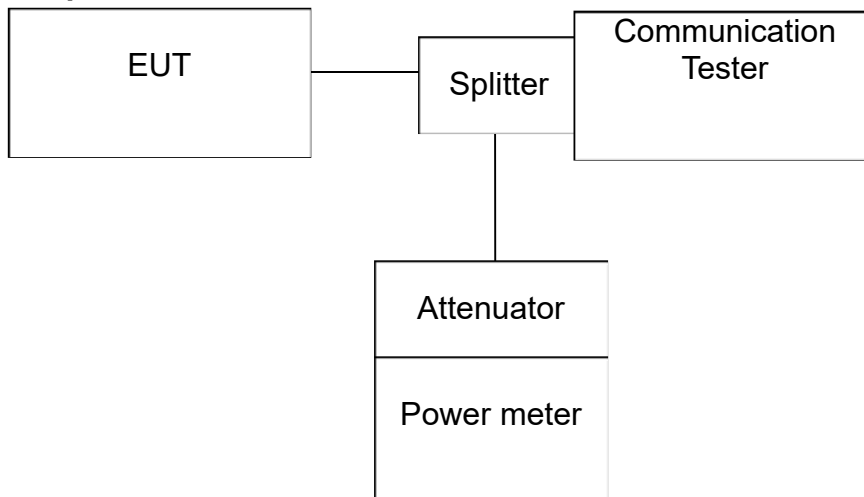 EUT
Splitter
Communication
Tester
Attenuator
Power meter